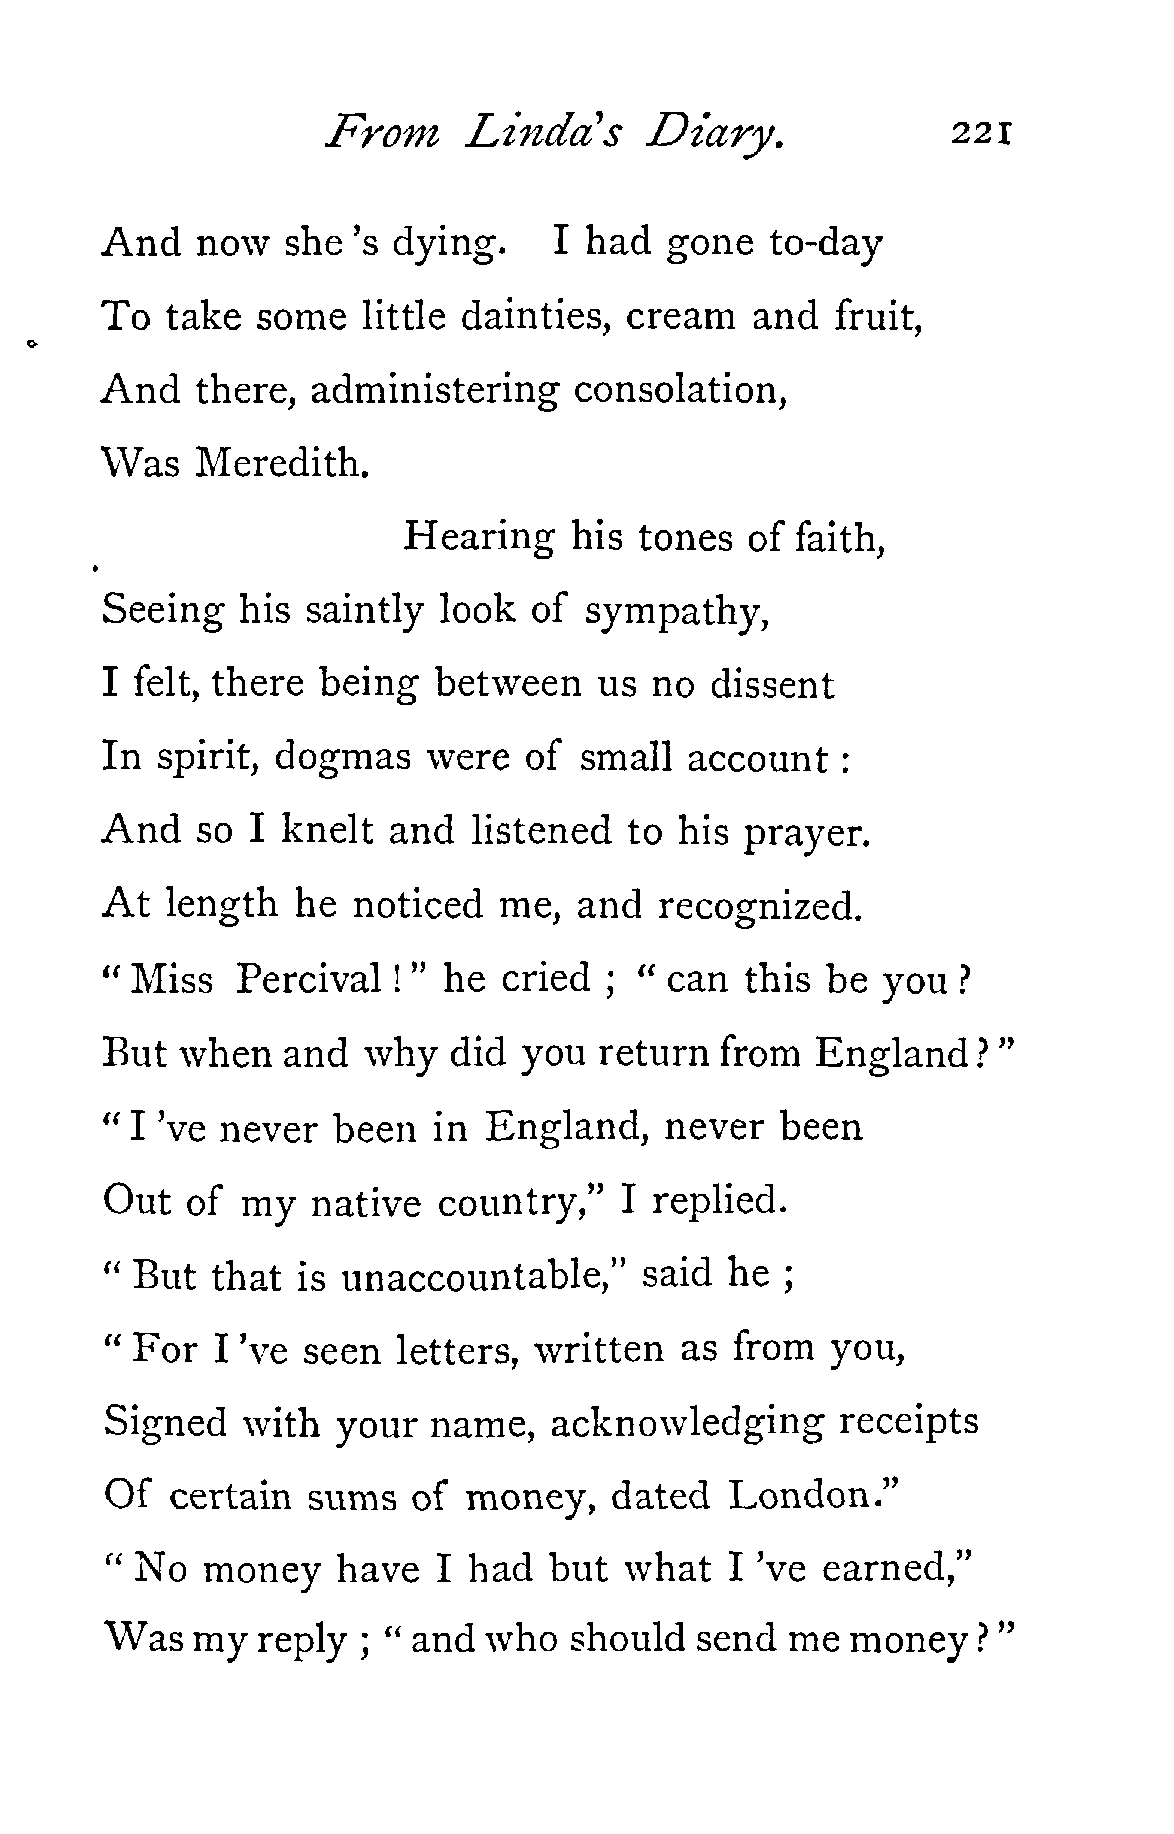 From Linda's Diary. 221
And now she 's dying. I had gone to-day
To take some little dainties, cream and fruit,
And there, administering consolation,
Was Meredith.
Hearing his tones of faith,
Seeing his saintly look of sympathy,
I felt, there being between us no dissent
In spirit, dogmas were of small account :
And so I knelt and listened to his prayer.
At length he noticed me, and recognized.
“ Miss Percival ! ” he cried ; “ can this be you ?
But when and why did you return from England ? ”
“ I 've never been in England, never been
Out of my native country,” I replied.
“ But that is unaccountable,” said he ;
“ For I 've seen letters, written as from you,
Signed with your name, acknowledging receipts
Of certain sums of money, dated London.”
“ No money have I had but what I 've earned,”
Was my reply ; “ and who should send me money ? ”